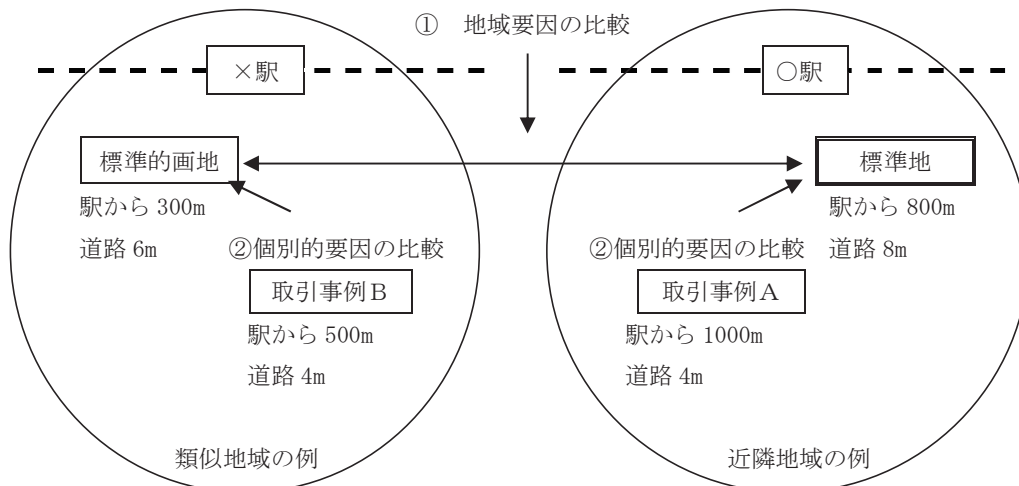 ① 地域要因の比較
×駅
○駅
標準的画地
標準地
駅から 300m
駅から 800m
道路 6m
②個別的要因の比較
②個別的要因の比較
道路 8m
取引事例B
取引事例A
駅から 500m
駅から 1000m
道路 4m
道路 4m
類似地域の例
近隣地域の例